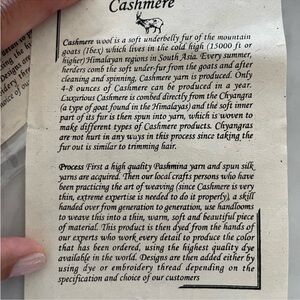 Cashmere
Cashmere wool is a soft underbelly fur of the mountain
goats (Ibex) which lives in the cold high (15000 ft or
higher) Himalayan regions in South Asia. Every summer,
herders comb the soft under-fur from the goats and after
cleaning and spinning, Cashmere yarn is produced. Only
4-8 ounces of Cashmere can be produced in a year.
Luxurious Cashmere is combed directly from the Chyangra
(a type of goat found in the Himalayas) and the soft inner
part of its fur is then spun into yarn, which is woven to
make different types of Cashmere products. Chyangras
are not hurt in any ways in this process since taking the
fur out is similar to trimming hair.
Process First a high quality Pashmina yarn and spun silk
yarns are acquired. Then our local crafts persons who have
been practicing the art of weaving (since Cashmere is very
thin, extreme expertise is needed to do it properly), a skill
handed over from generation to generation, use handlooms
to weave this into a thin, warm, soft and beautiful piece
of material. This product is then dyed from the hands of
our experts who work every detail to produce the color
that has been ordered, using the highest quality dye
available in the world. Designs are then added either by
using dye or embroidery thread depending on the
specification and choice of our customers